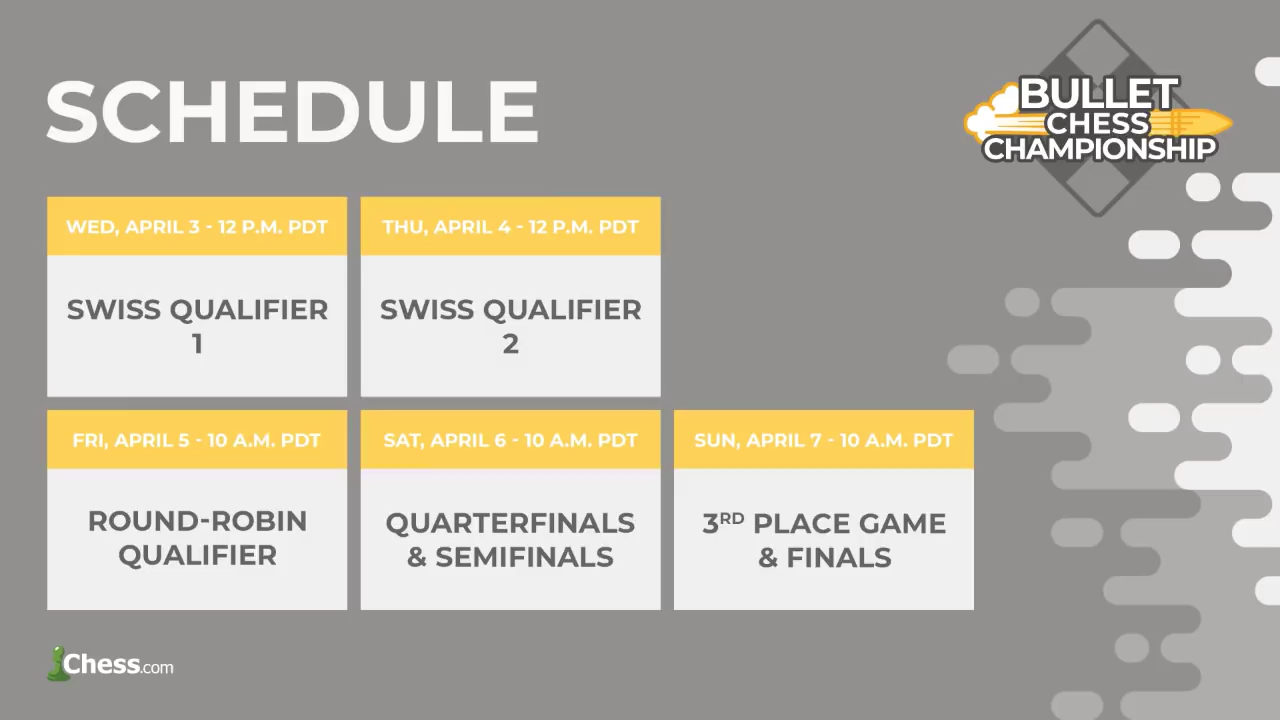 SCHEDULE
BULLET
CHESS
CHAMPIONSHIP
WED, APRIL 3 - 12 P.M. PDT
SWISS QUALIFIER
1
THU, APRIL 4 - 12 P.M. PDT
SWISS QUALIFIER
2
FRI, APRIL 5 - 10 A.M. PDT
ROUND-ROBIN
QUALIFIER
SAT, APRIL 6 - 10 A.M. PDT
QUARTERFINALS
& SEMIFINALS
SUN, APRIL 7 - 10 A.M. PDT
3RD PLACE GAME
& FINALS
Chess.com